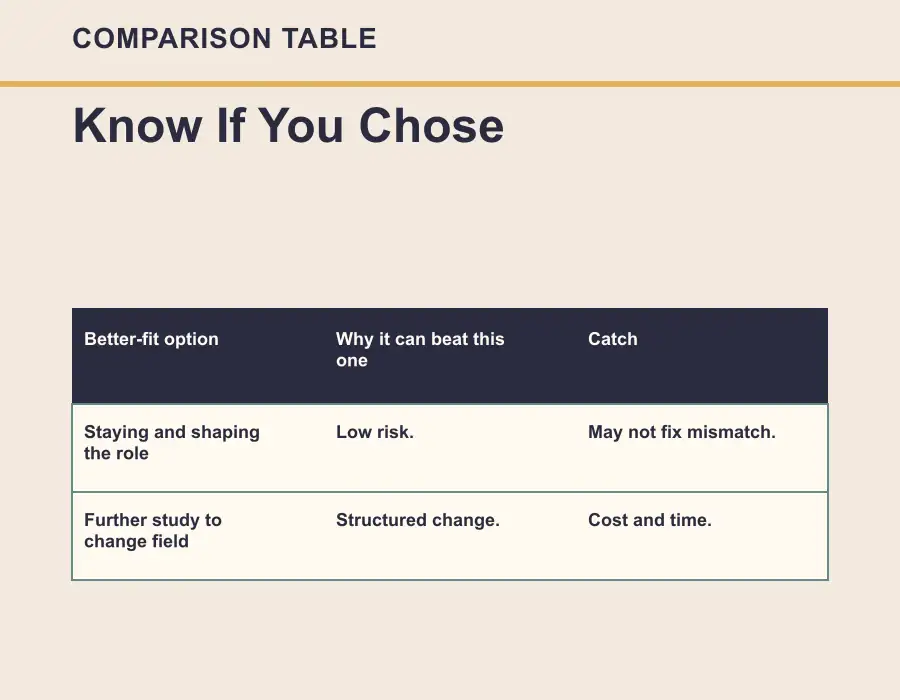 COMPARISON TABLE
Know If You Chose
Better-fit option
Why it can beat this
one
Catch
Staying and shaping
the role
Low risk.
May not fix mismatch.
Further study to
change field
Structured change.
Cost and time.